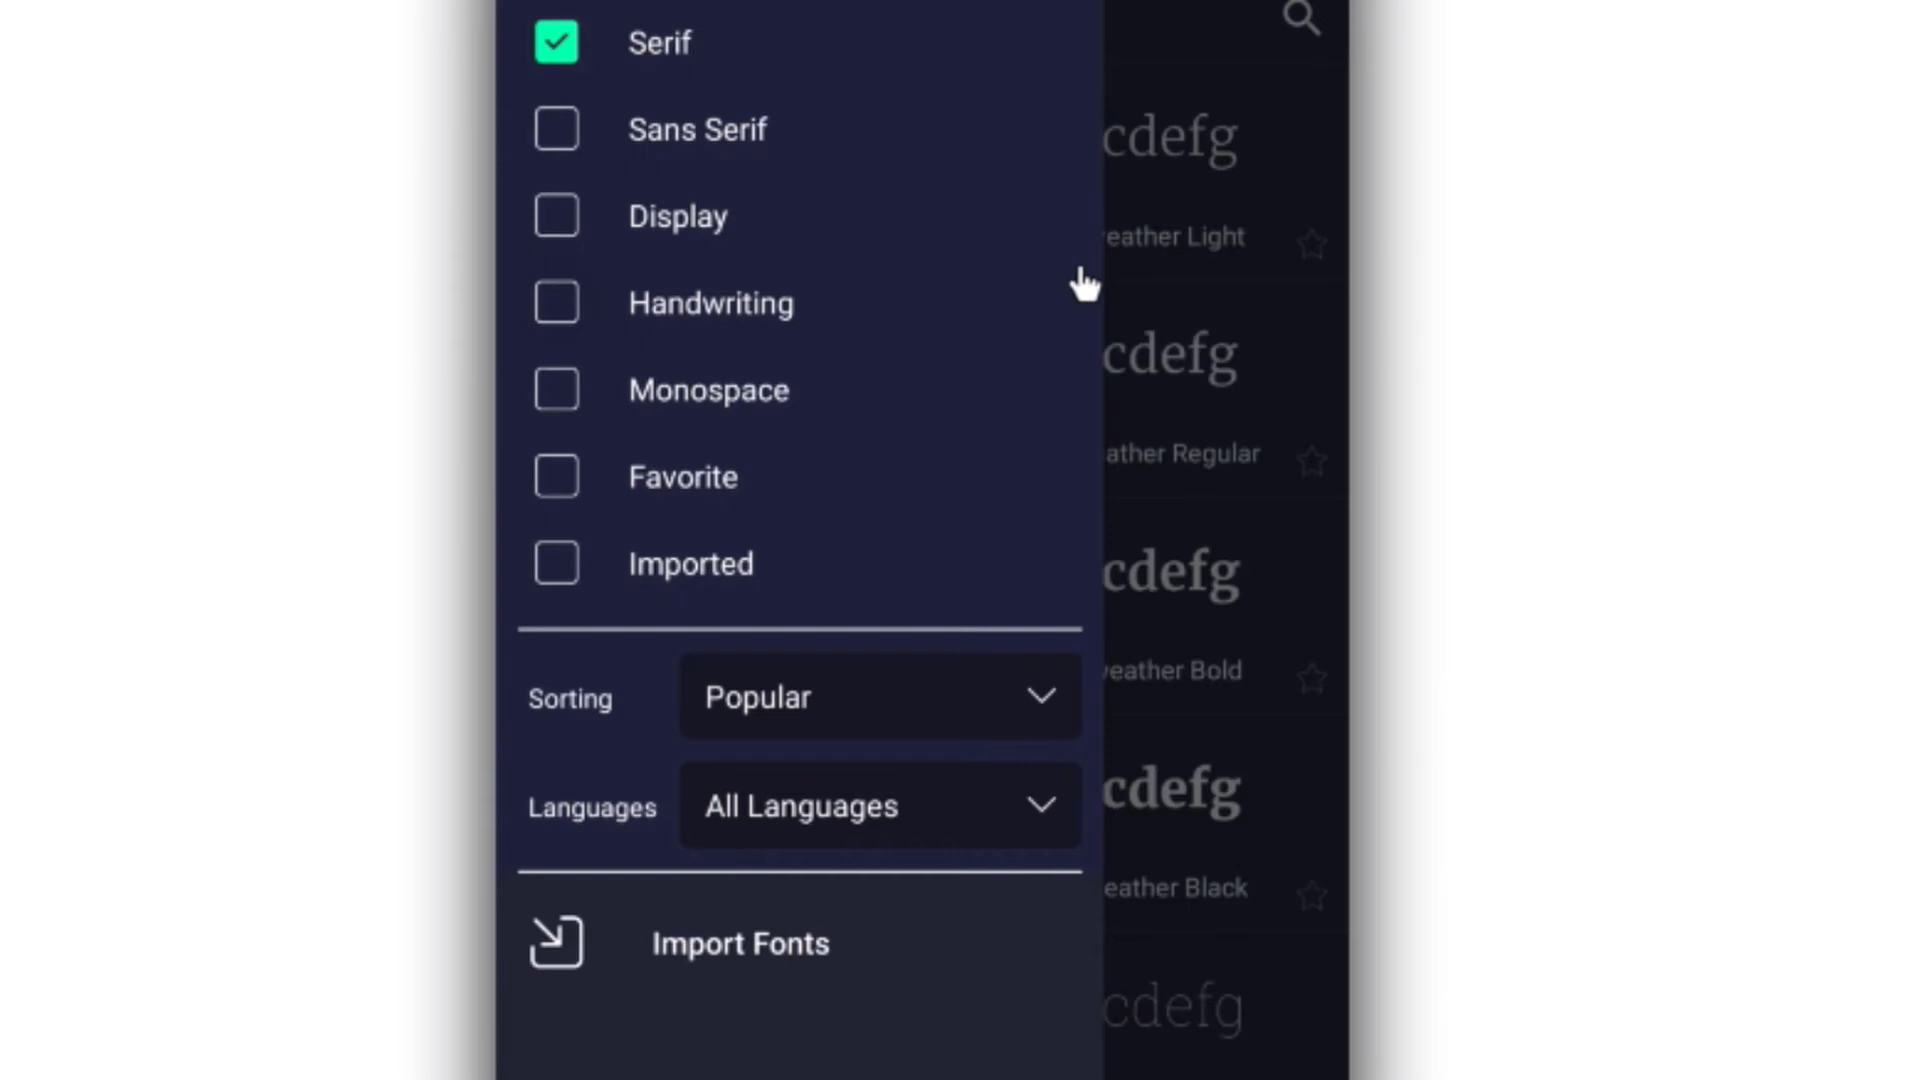 Serif
Sans Serif
Display
Handwriting
Monospace
Favorite
Imported
Sorting
Popular
Languages
All Languages
Import Fonts
cdefg
eather Light
cdefg
ather Regular
cdefg
eather Bold
cdefg
eather Black
cdefg